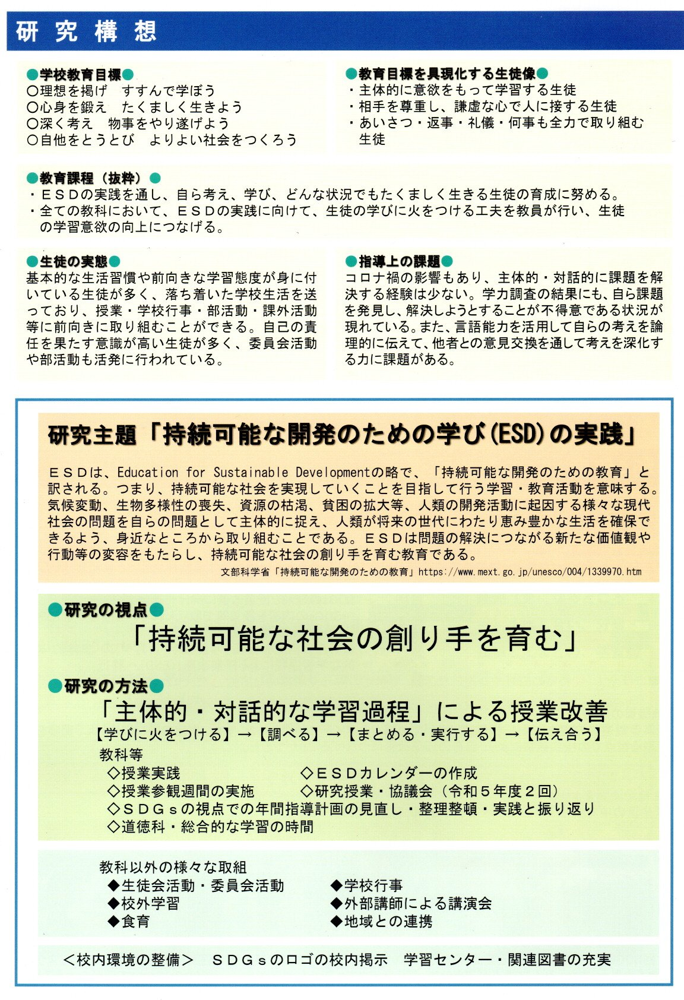 研究構想
●学校教育目標●
○理想を掲げ　すすんで学ぼう
○心身を鍛え　たくましく生きよう
○深く考え　物事をやり遂げよう
○自他をとうとび　よりよい社会をつくろう
●教育目標を具現化する生徒像●
・主体的に意欲をもって学習する生徒
・相手を尊重し、謙虚な心で人に接する生徒
・あいさつ・返事・礼儀・何事も全力で取り組む
生徒
●教育課程（抜粋）●
・ＥＳＤの実践を通し、自ら考え、学び、どんな状況でもたくましく生きる生徒の育成に努める。
・全ての教科において、ＥＳＤの実践に向けて、生徒の学びに火をつける工夫を教員が行い、生徒
の学習意欲の向上につなげる。
●生徒の実態●
基本的な生活習慣や前向きな学習態度が身に付
いている生徒が多く、落ち着いた学校生活を送
っており、授業・学校行事・部活動・課外活動
等に前向きに取り組むことができる。自己の責
任を果たす意識が高い生徒が多く、委員会活動
や部活動も活発に行われている。
●指導上の課題●
コロナ禍の影響もあり、主体的・対話的に課題を解
決する経験は少ない。学力調査の結果にも、自ら課題
を発見し、解決しようとすることが不得意である状況が
現れている。また、言語能力を活用して自らの考えを論
理的に伝えて、他者との意見交換を通して考えを深化す
る力に課題がある。
研究主題「持続可能な開発のための学び(ESD)の実践」
ＥＳＤは、Education for Sustainable Developmentの略で、「持続可能な開発のための教育」と
訳される。つまり、持続可能な社会を実現していくことを目指して行う学習・教育活動を意味する。
気候変動、生物多様性の喪失、資源の枯渇、貧困の拡大等、人類の開発活動に起因する様々な現代
社会の問題を自らの問題として主体的に捉え、人類が将来の世代にわたり恵み豊かな生活を確保で
きるよう、身近なところから取り組むことである。ＥＳＤは問題の解決につながる新たな価値観や
行動等の変容をもたらし、持続可能な社会の創り手を育む教育である。
文部科学省「持続可能な開発のための教育」https://www.mext.go.jp/unesco/004/1339970.htm
●研究の視点●
「持続可能な社会の創り手を育む」
●研究の方法●
「主体的・対話的な学習過程」による授業改善
【学びに火をつける】→【調べる】→【まとめる・実行する】→【伝え合う】
教科等
◇授業実践　◇ＥＳＤカレンダーの作成
◇授業参観週間の実施　◇研究授業・協議会（令和５年度２回）
◇ＳＤＧｓの視点での年間指導計画の見直し・整理整頓・実践と振り返り
◇道徳科・総合的な学習の時間
教科以外の様々な取組
◆生徒会活動・委員会活動　◆学校行事
◆校外学習　◆外部講師による講演会
◆食育　◆地域との連携
＜校内環境の整備＞　ＳＤＧｓのロゴの校内掲示　学習センター・関連図書の充実